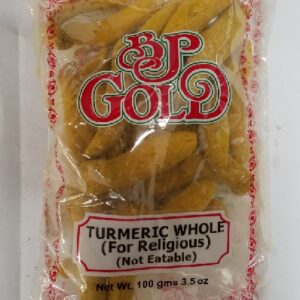 BJP
GOLD
TURMERIC WHOLE
(For Religious)
(Not Eatable)
Net Wt. 100 gms 3.5 oz